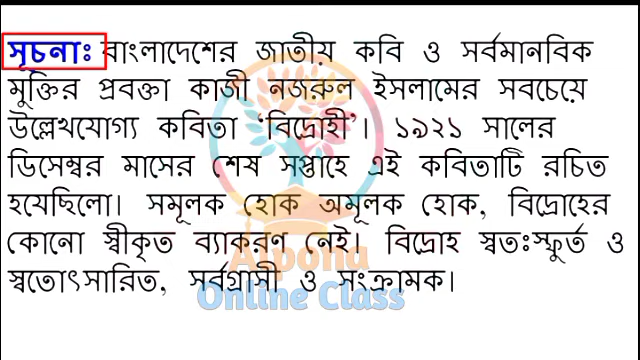 সূচনাঃ বাংলাদেশের জাতীয় কবি ও সর্বমানবিক
মুক্তির প্রবক্তা কাজী নজরুল ইসলামের সবচেয়ে
উল্লেখযোগ্য কবিতা ‘বিদ্রোহী’। ১৯২১ সালের
ডিসেম্বর মাসের শেষ সপ্তাহে এই কবিতাটি রচিত
হযেছিলো। সমূলক হোক অমূলক হোক, বিদ্রোহের
কোনো স্বীকৃত ব্যাকরণ নেই। বিদ্রোহ স্বতঃস্ফূর্ত ও
স্বতোৎসারিত, সর্বগ্রাসী ও সংক্রামক।
Alpona
Online Class